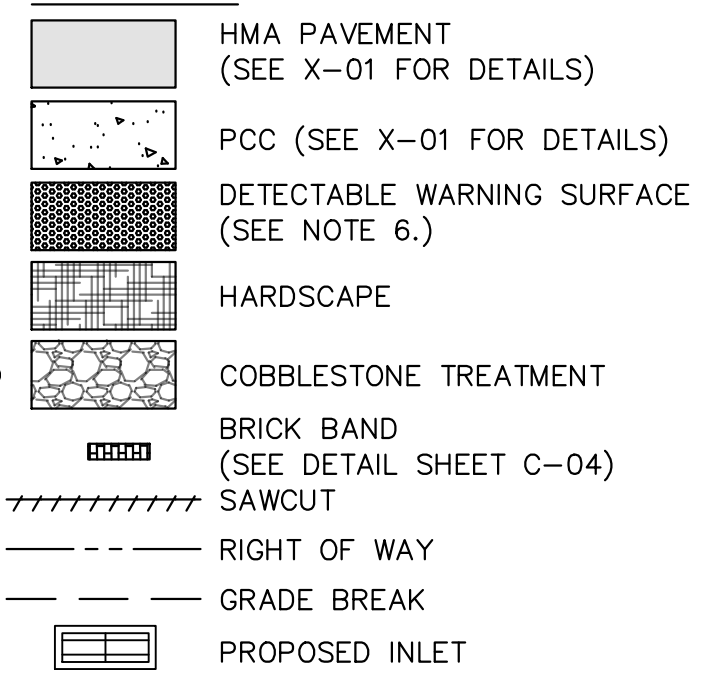 HMA PAVEMENT
(SEE X-01 FOR DETAILS)
PCC (SEE X-01 FOR DETAILS)
DETECTABLE WARNING SURFACE
(SEE NOTE 6.)
HARDSCAPE
COBBLESTONE TREATMENT
BRICK BAND
(SEE DETAIL SHEET C-04)
SAWCUT
RIGHT OF WAY
GRADE BREAK
PROPOSED INLET